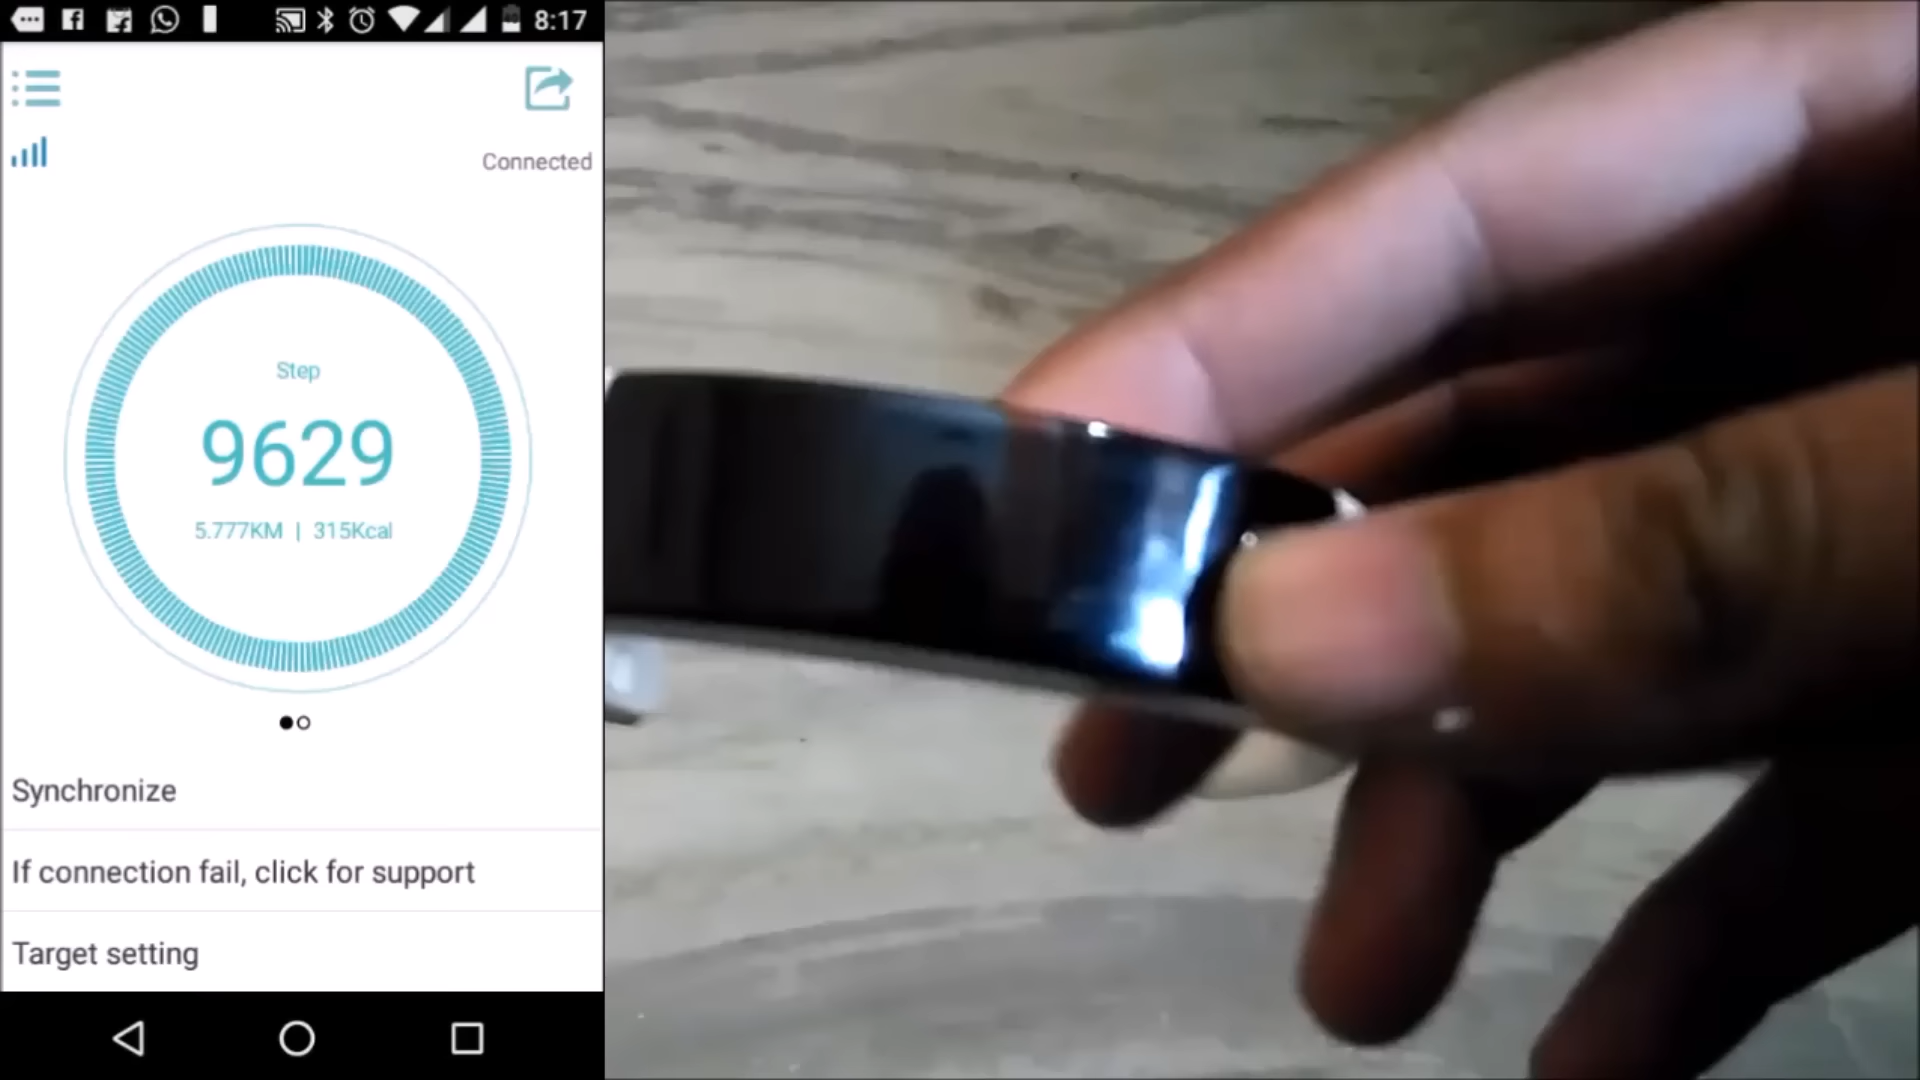 8:17
Connected
Step
9629
5.777KM | 315Kcal
Synchronize
If connection fail, click for support
Target setting